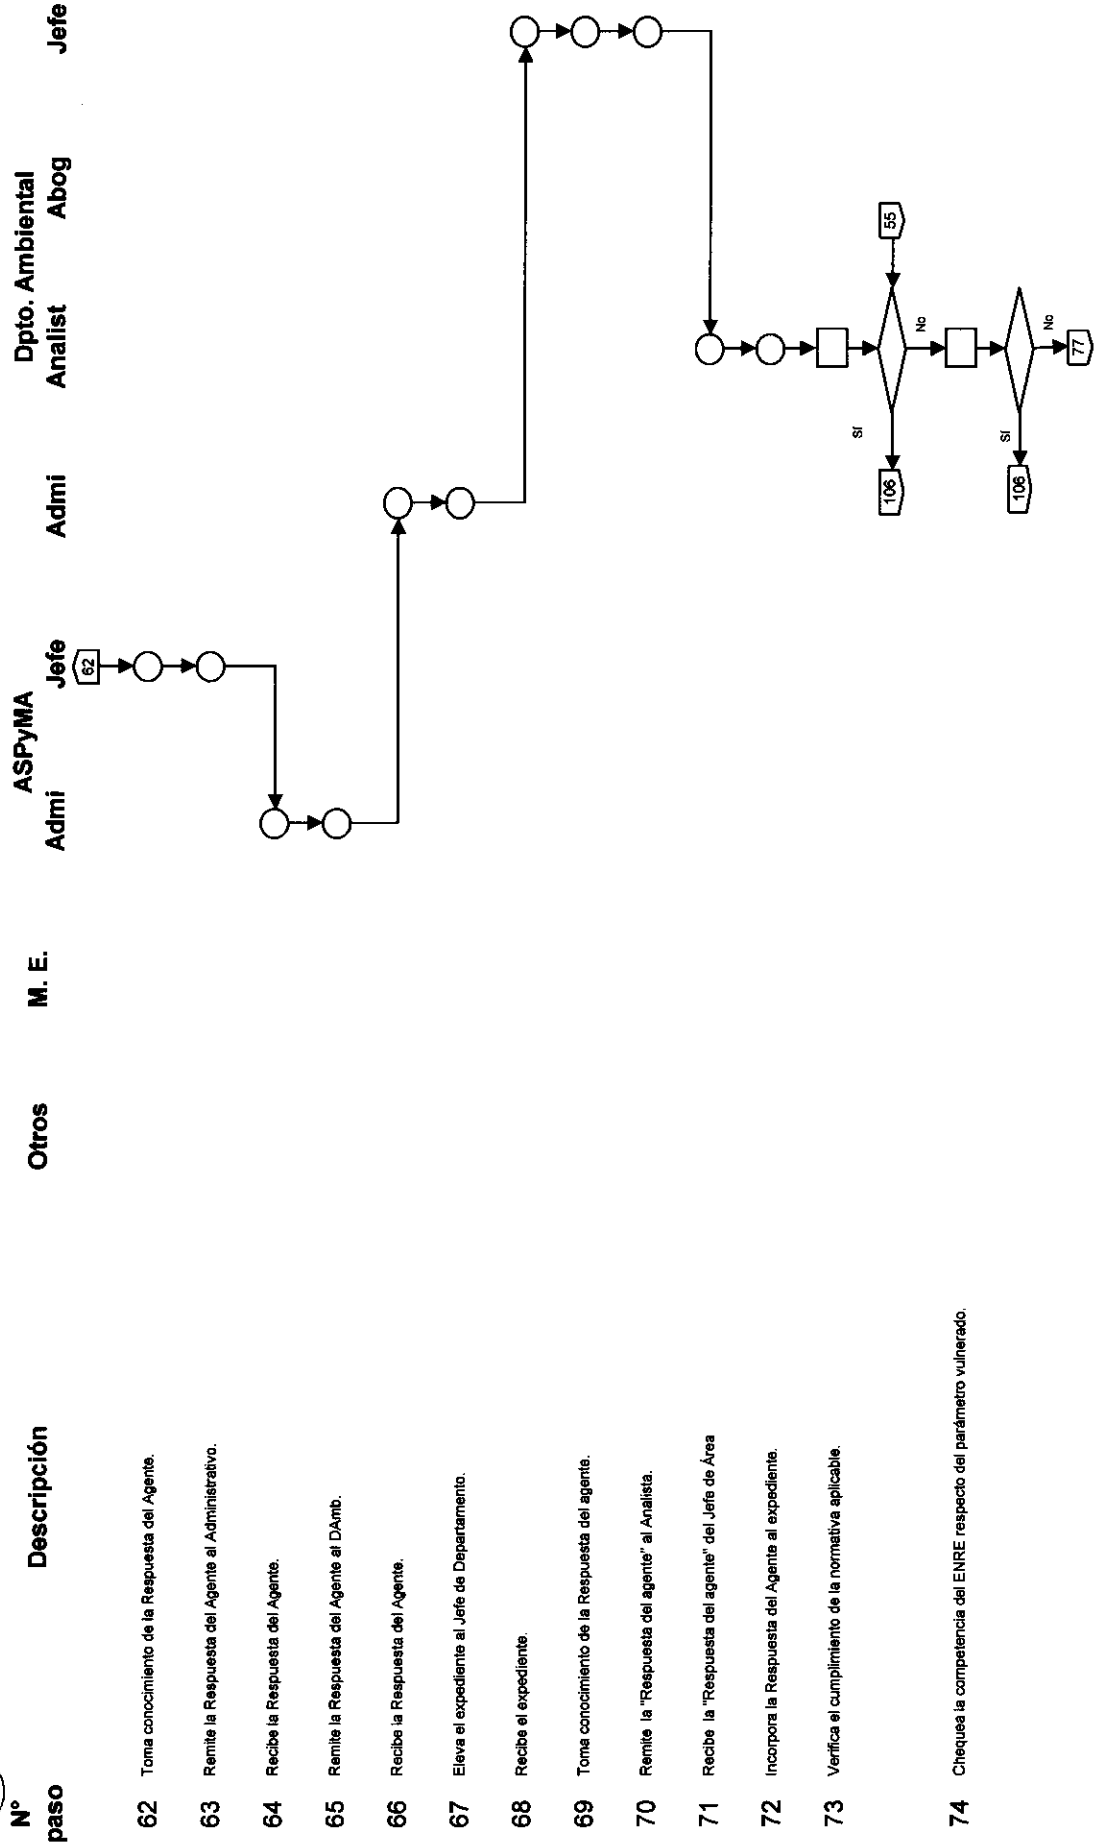 N° paso Descripción Otros M. E. ASPyMA Dpto. Ambiental
Admi Jefe Admi Analist Abog Jefe
62
62 Toma conocimiento de la Respuesta del Agente.
63 Remite la Respuesta del Agente al Administrativo.
64 Recibe la Respuesta del Agente.
65 Remite la Respuesta del Agente al DAmb.
66 Recibe la Respuesta del Agente.
67 Eleva el expediente al Jefe de Departamento.
68 Recibe el expediente.
69 Toma conocimiento de la Respuesta del agente.
70 Remite la "Respuesta del agente" al Analista.
71 Recibe la "Respuesta del agente" del Jefe de Área
72 Incorpora la Respuesta del Agente al expediente.
73 Verifica el cumplimiento de la normativa aplicable.
106 Sí 55
No
74 Chequea la competencia del ENRE respecto del parámetro vulnerado.
106 Sí
No
77